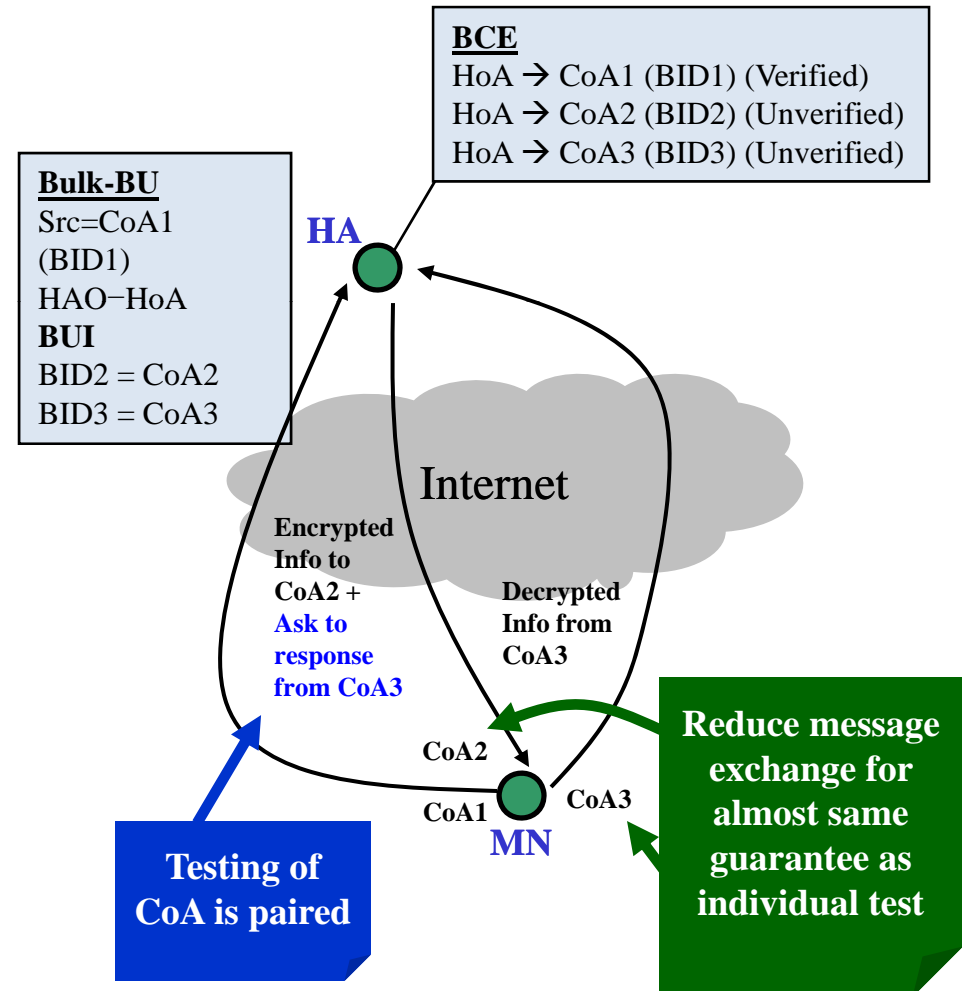 BCE
HoA → CoA1 (BID1) (Verified)
HoA → CoA2 (BID2) (Unverified)
HoA → CoA3 (BID3) (Unverified)
Bulk-BU
Src=CoA1
(BID1)
HAO−HoA
BUI
BID2 = CoA2
BID3 = CoA3
HA
Internet
Encrypted
Info to
CoA2 +
Ask to
response
from CoA3
Decrypted
Info from
CoA3
CoA2
CoA1
CoA3
MN
Testing of
CoA is paired
Reduce message
exchange for
almost same
guarantee as
individual test